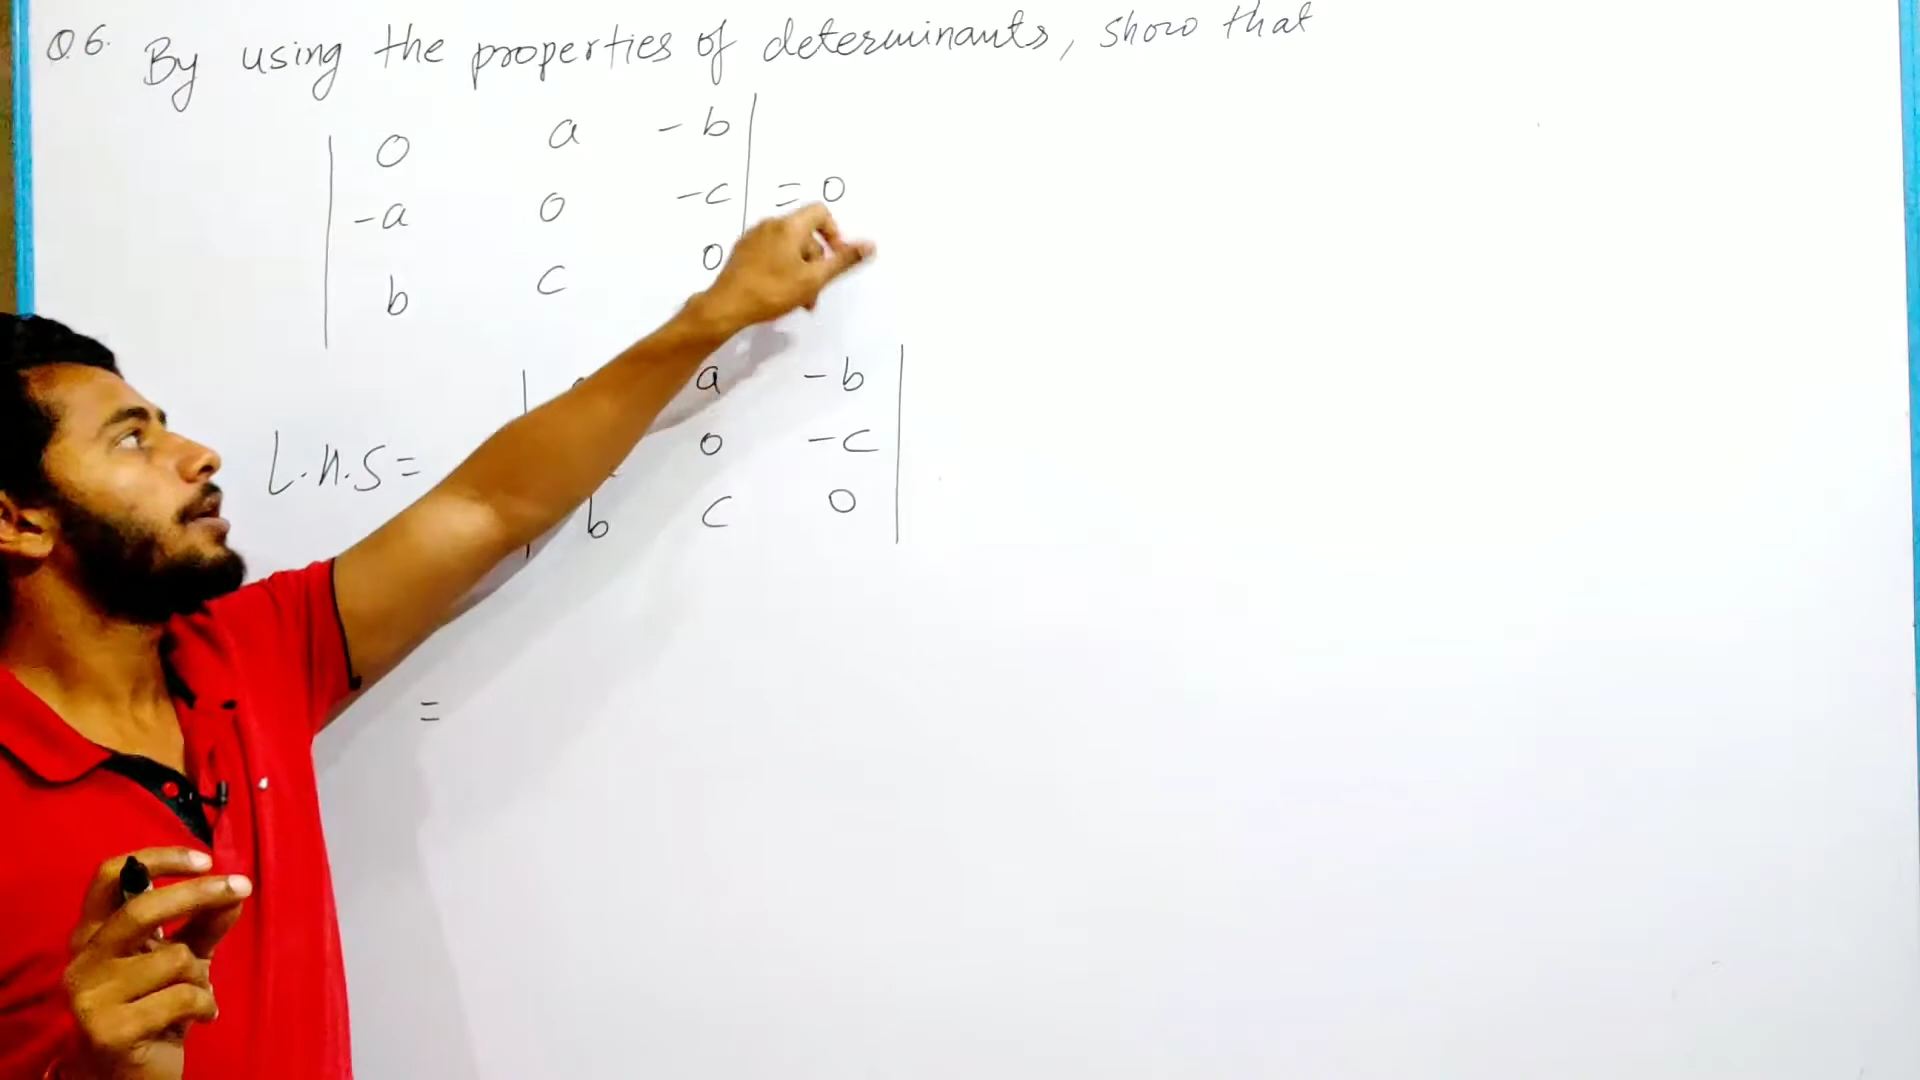 Q6. By using the properties of determinants, show that
0 a -b
-a 0 -c = 0
b c 0
a -b
L.H.S = 0 -c
b c 0
=